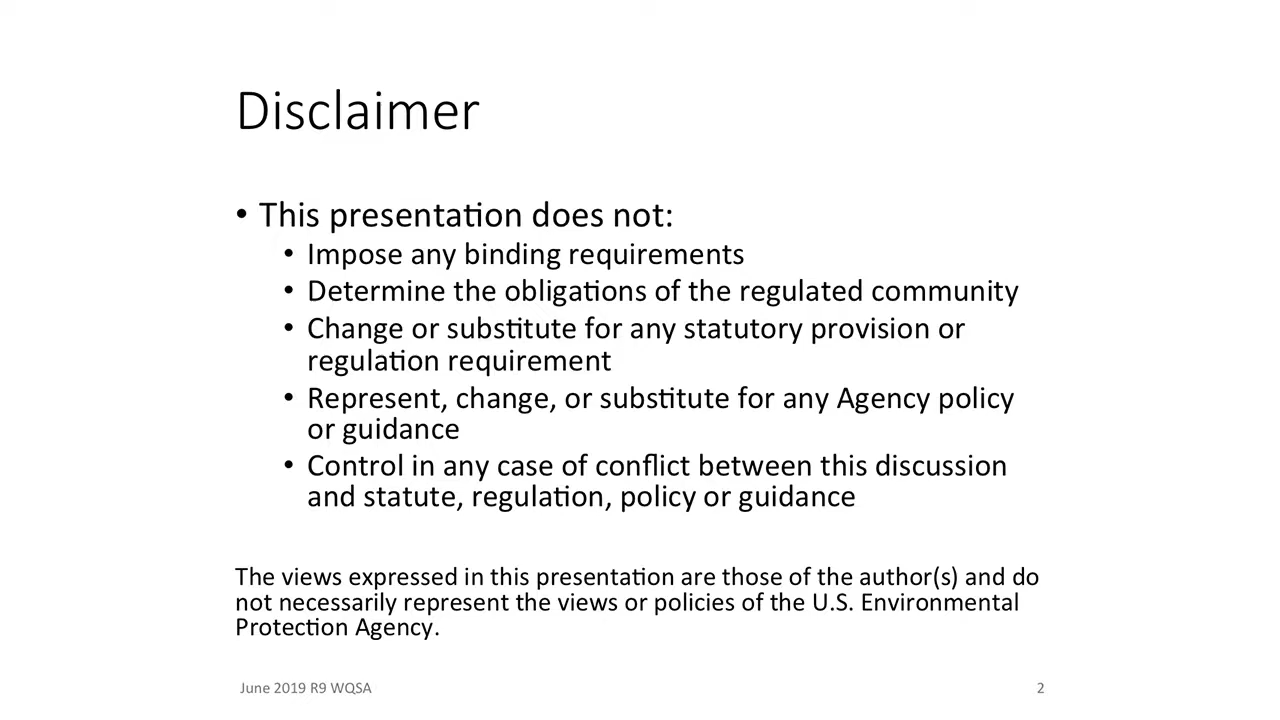 Disclaimer
• This presentation does not:
• Impose any binding requirements
• Determine the obligations of the regulated community
• Change or substitute for any statutory provision or
regulation requirement
• Represent, change, or substitute for any Agency policy
or guidance
• Control in any case of conflict between this discussion
and statute, regulation, policy or guidance
The views expressed in this presentation are those of the author(s) and do
not necessarily represent the views or policies of the U.S. Environmental
Protection Agency.
June 2019 R9 WQSA
2